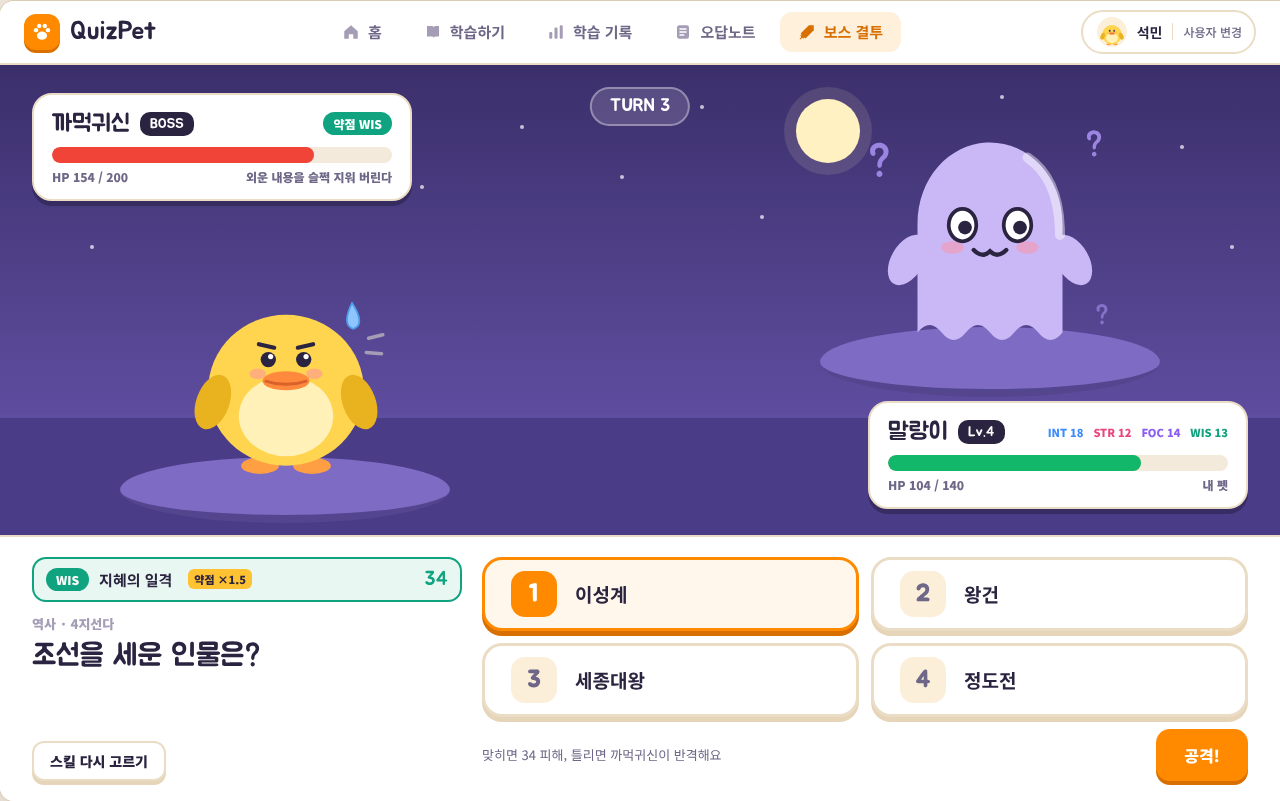 QuizPet
홈
학습하기
학습 기록
오답노트
보스 결투
석민
사용자 변경
까먹귀신 BOSS 약점 WIS
HP 154 / 200 외운 내용을 슬쩍 지워 버린다
TURN 3
?
?
?
말랑이 Lv.4 INT 18 STR 12 FOC 14 WIS 13
HP 104 / 140 내 펫
WIS 지혜의 일격 약점 ×1.5 34
역사 · 4지선다
조선을 세운 인물은?
스킬 다시 고르기
1 이성계
2 왕건
3 세종대왕
4 정도전
맞히면 34 피해, 틀리면 까먹귀신이 반격해요
공격!